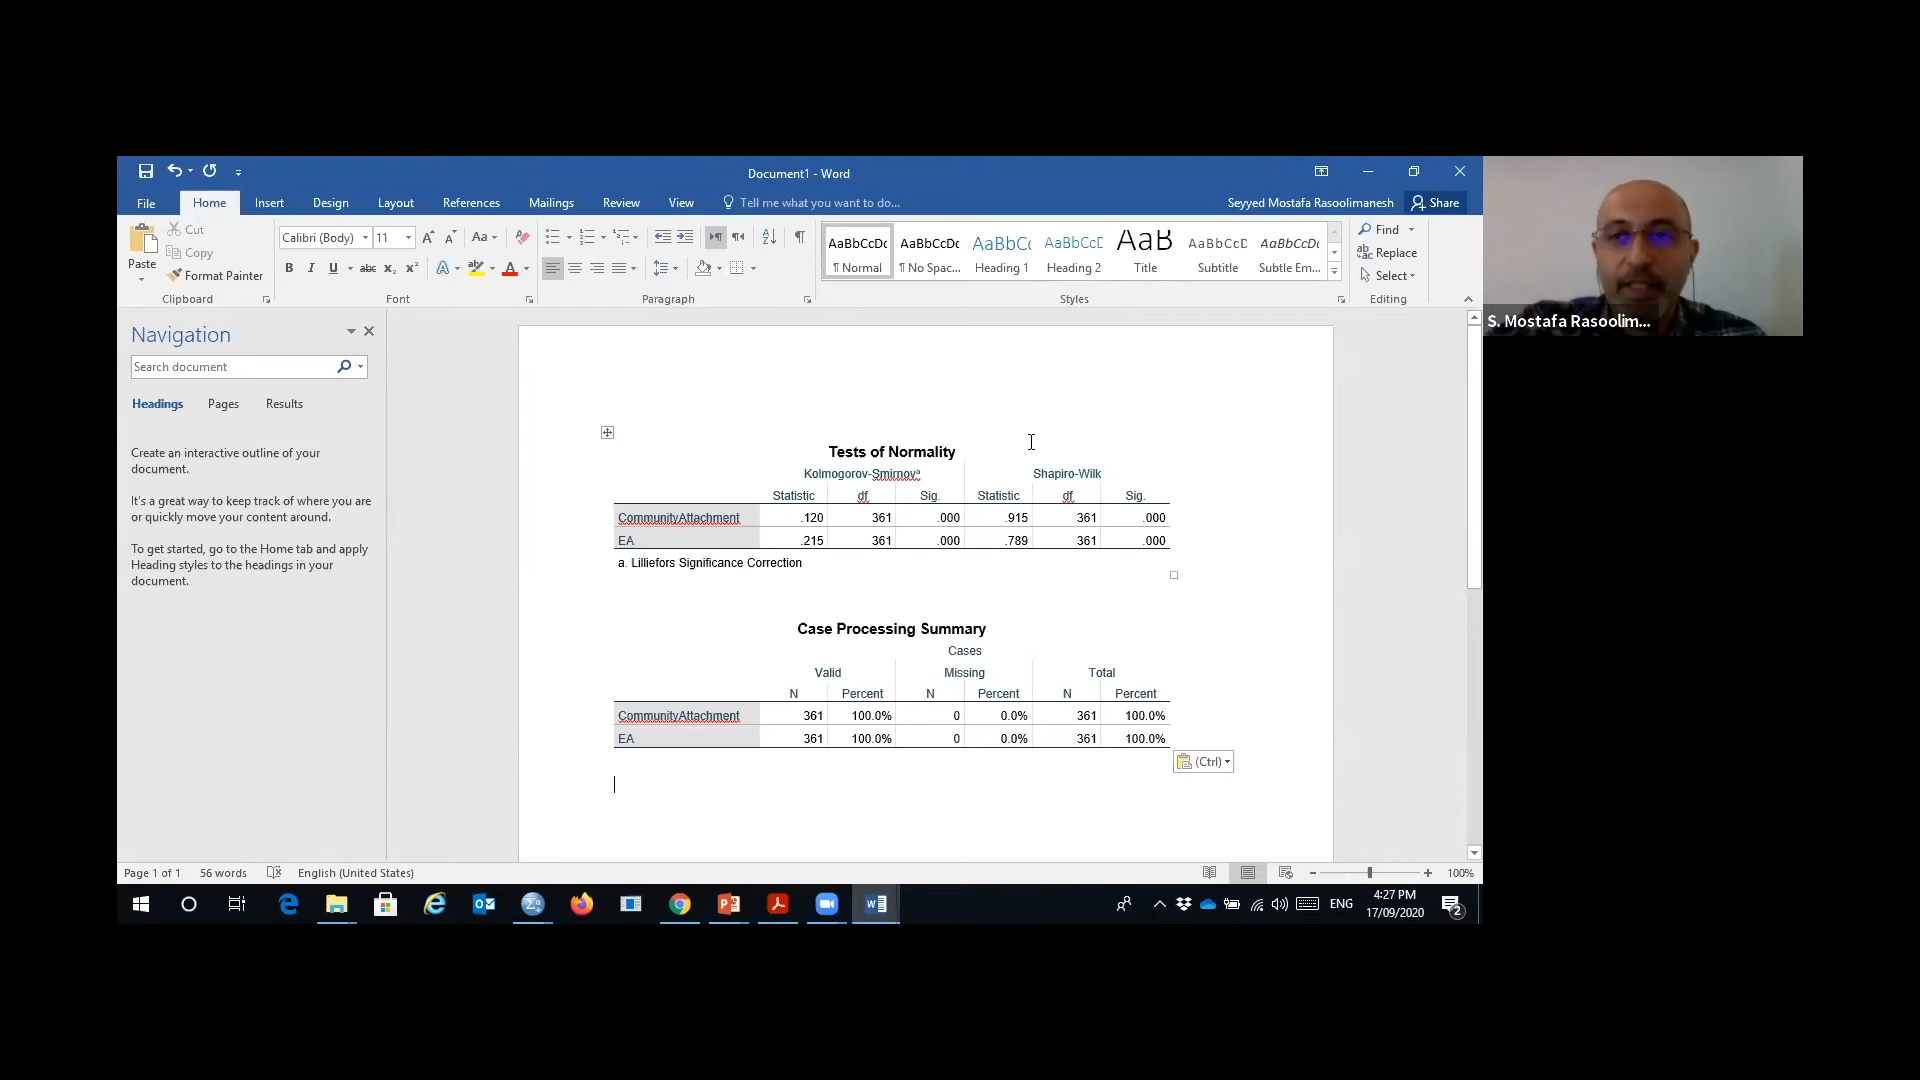 Document1 - Word
File Home Insert Design Layout References Mailings Review View Tell me what you want to do... Seyyed Mostafa Rasoolimanesh Share
Paste
Cut
Copy
Format Painter
Clipboard
Calibri (Body) 11 Aa
B I U abc x₂ x² A A
Font
Paragraph
AaBbCcDc AaBbCcDc AaBbCc AaBbCcD AaB AaBbCcD AaBbCcDc
¶ Normal ¶ No Spac... Heading 1 Heading 2 Title Subtitle Subtle Em...
Styles
Find
Replace
Select
Editing
S. Mostafa Rasoolim...
Navigation
Search document
Headings Pages Results
Create an interactive outline of your
document.
It's a great way to keep track of where you are
or quickly move your content around.
To get started, go to the Home tab and apply
Heading styles to the headings in your
document.
Tests of Normality
Kolmogorov-Smirnovᵃ Shapiro-Wilk
Statistic df Sig. Statistic df Sig.
CommunityAttachment .120 361 .000 .915 361 .000
EA .215 361 .000 .789 361 .000
a. Lilliefors Significance Correction
Case Processing Summary
Cases
Valid Missing Total
N Percent N Percent N Percent
CommunityAttachment 361 100.0% 0 0.0% 361 100.0%
EA 361 100.0% 0 0.0% 361 100.0%
(Ctrl)
Page 1 of 1 56 words English (United States) 100%
ENG
4:27 PM
17/09/2020
2